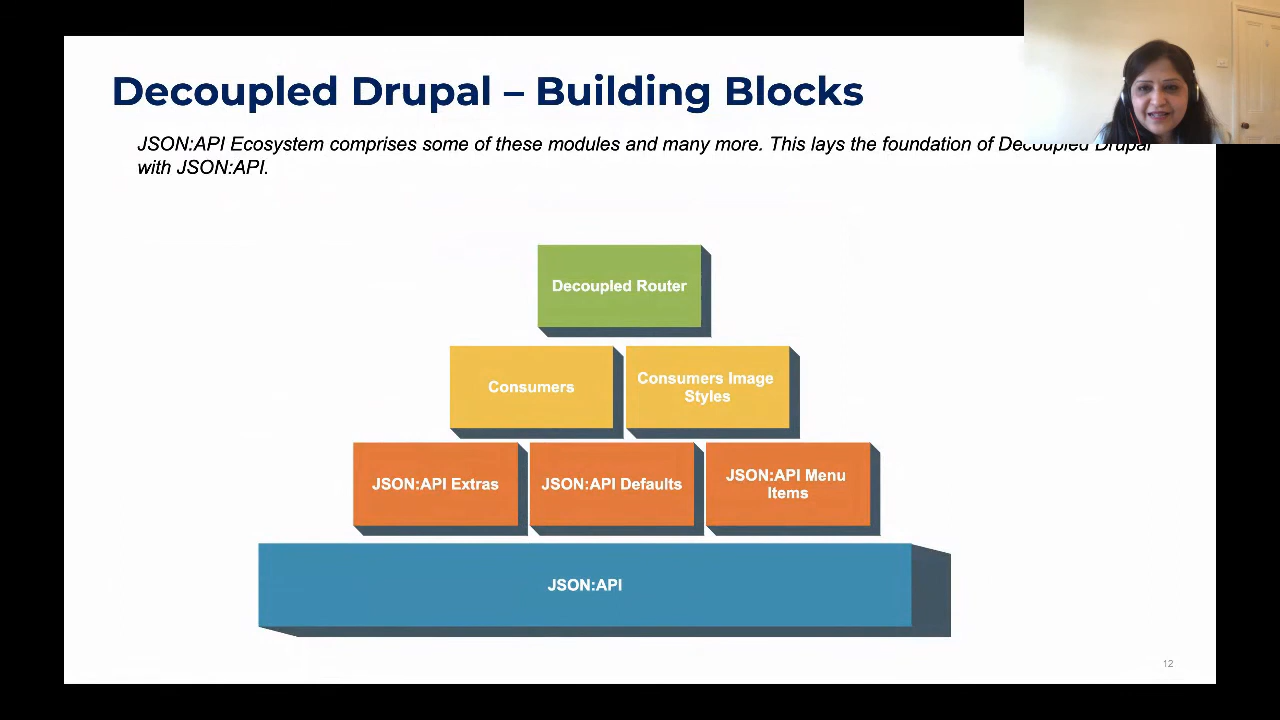 Decoupled Drupal – Building Blocks
JSON:API Ecosystem comprises some of these modules and many more. This lays the foundation of Decoupled Drupal
with JSON:API.
Decoupled Router
Consumers
Consumers Image
Styles
JSON:API Extras
JSON:API Defaults
JSON:API Menu
Items
JSON:API
12